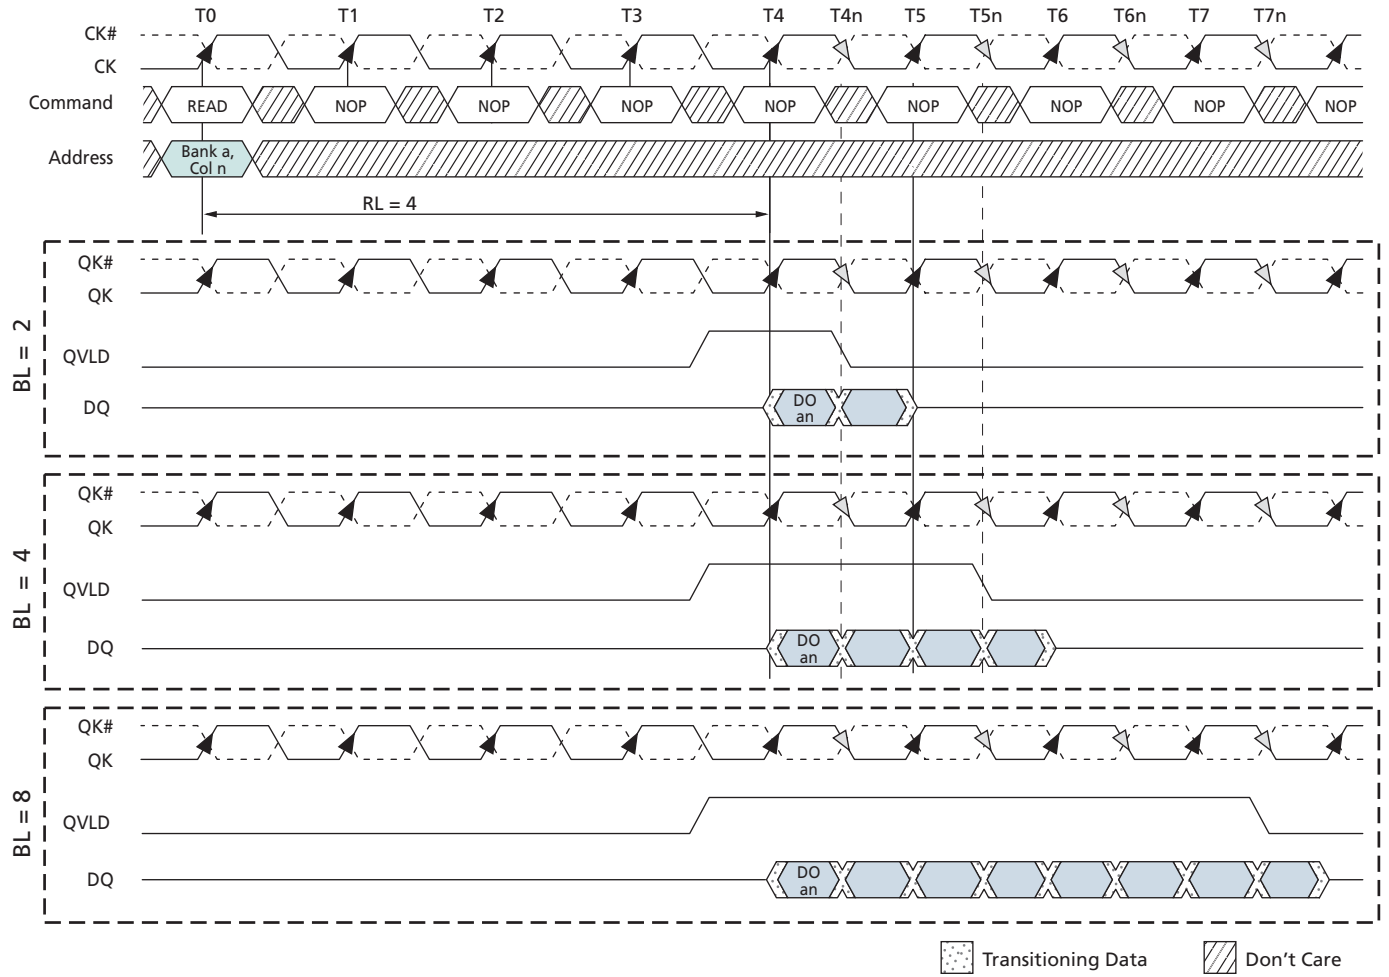 T0 T1 T2 T3 T4 T4n T5 T5n T6 T6n T7 T7n
CK#
CK
Command READ NOP NOP NOP NOP NOP NOP NOP NOP
Address Bank a,
Col n
RL = 4
BL = 2
QK#
QK
QVLD
DQ DO
an
BL = 4
QK#
QK
QVLD
DQ DO
an
BL = 8
QK#
QK
QVLD
DQ DO
an
Transitioning Data Don't Care